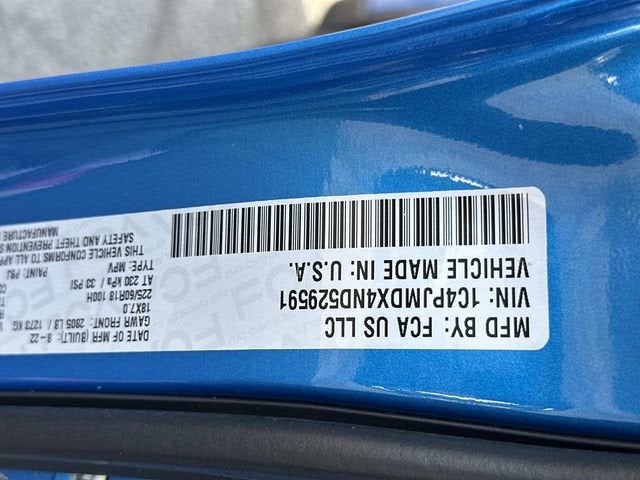 MFD BY: FCA US LLC
DATE OF MFR (BUILT): 8-22
GAWR FRONT: 2805 LB / 1273 KG
18X7.0
225/60R18 100H
AT 230 kPa / 33 PSI
VIN: 1C4PJMDX4ND529591
TYPE: MPV
VEHICLE MADE IN: U.S.A.
PAINT: PBJ
THIS VEHICLE CONFORMS TO ALL APP
SAFETY AND THEFT PREVENTION S
MANUFACTURE